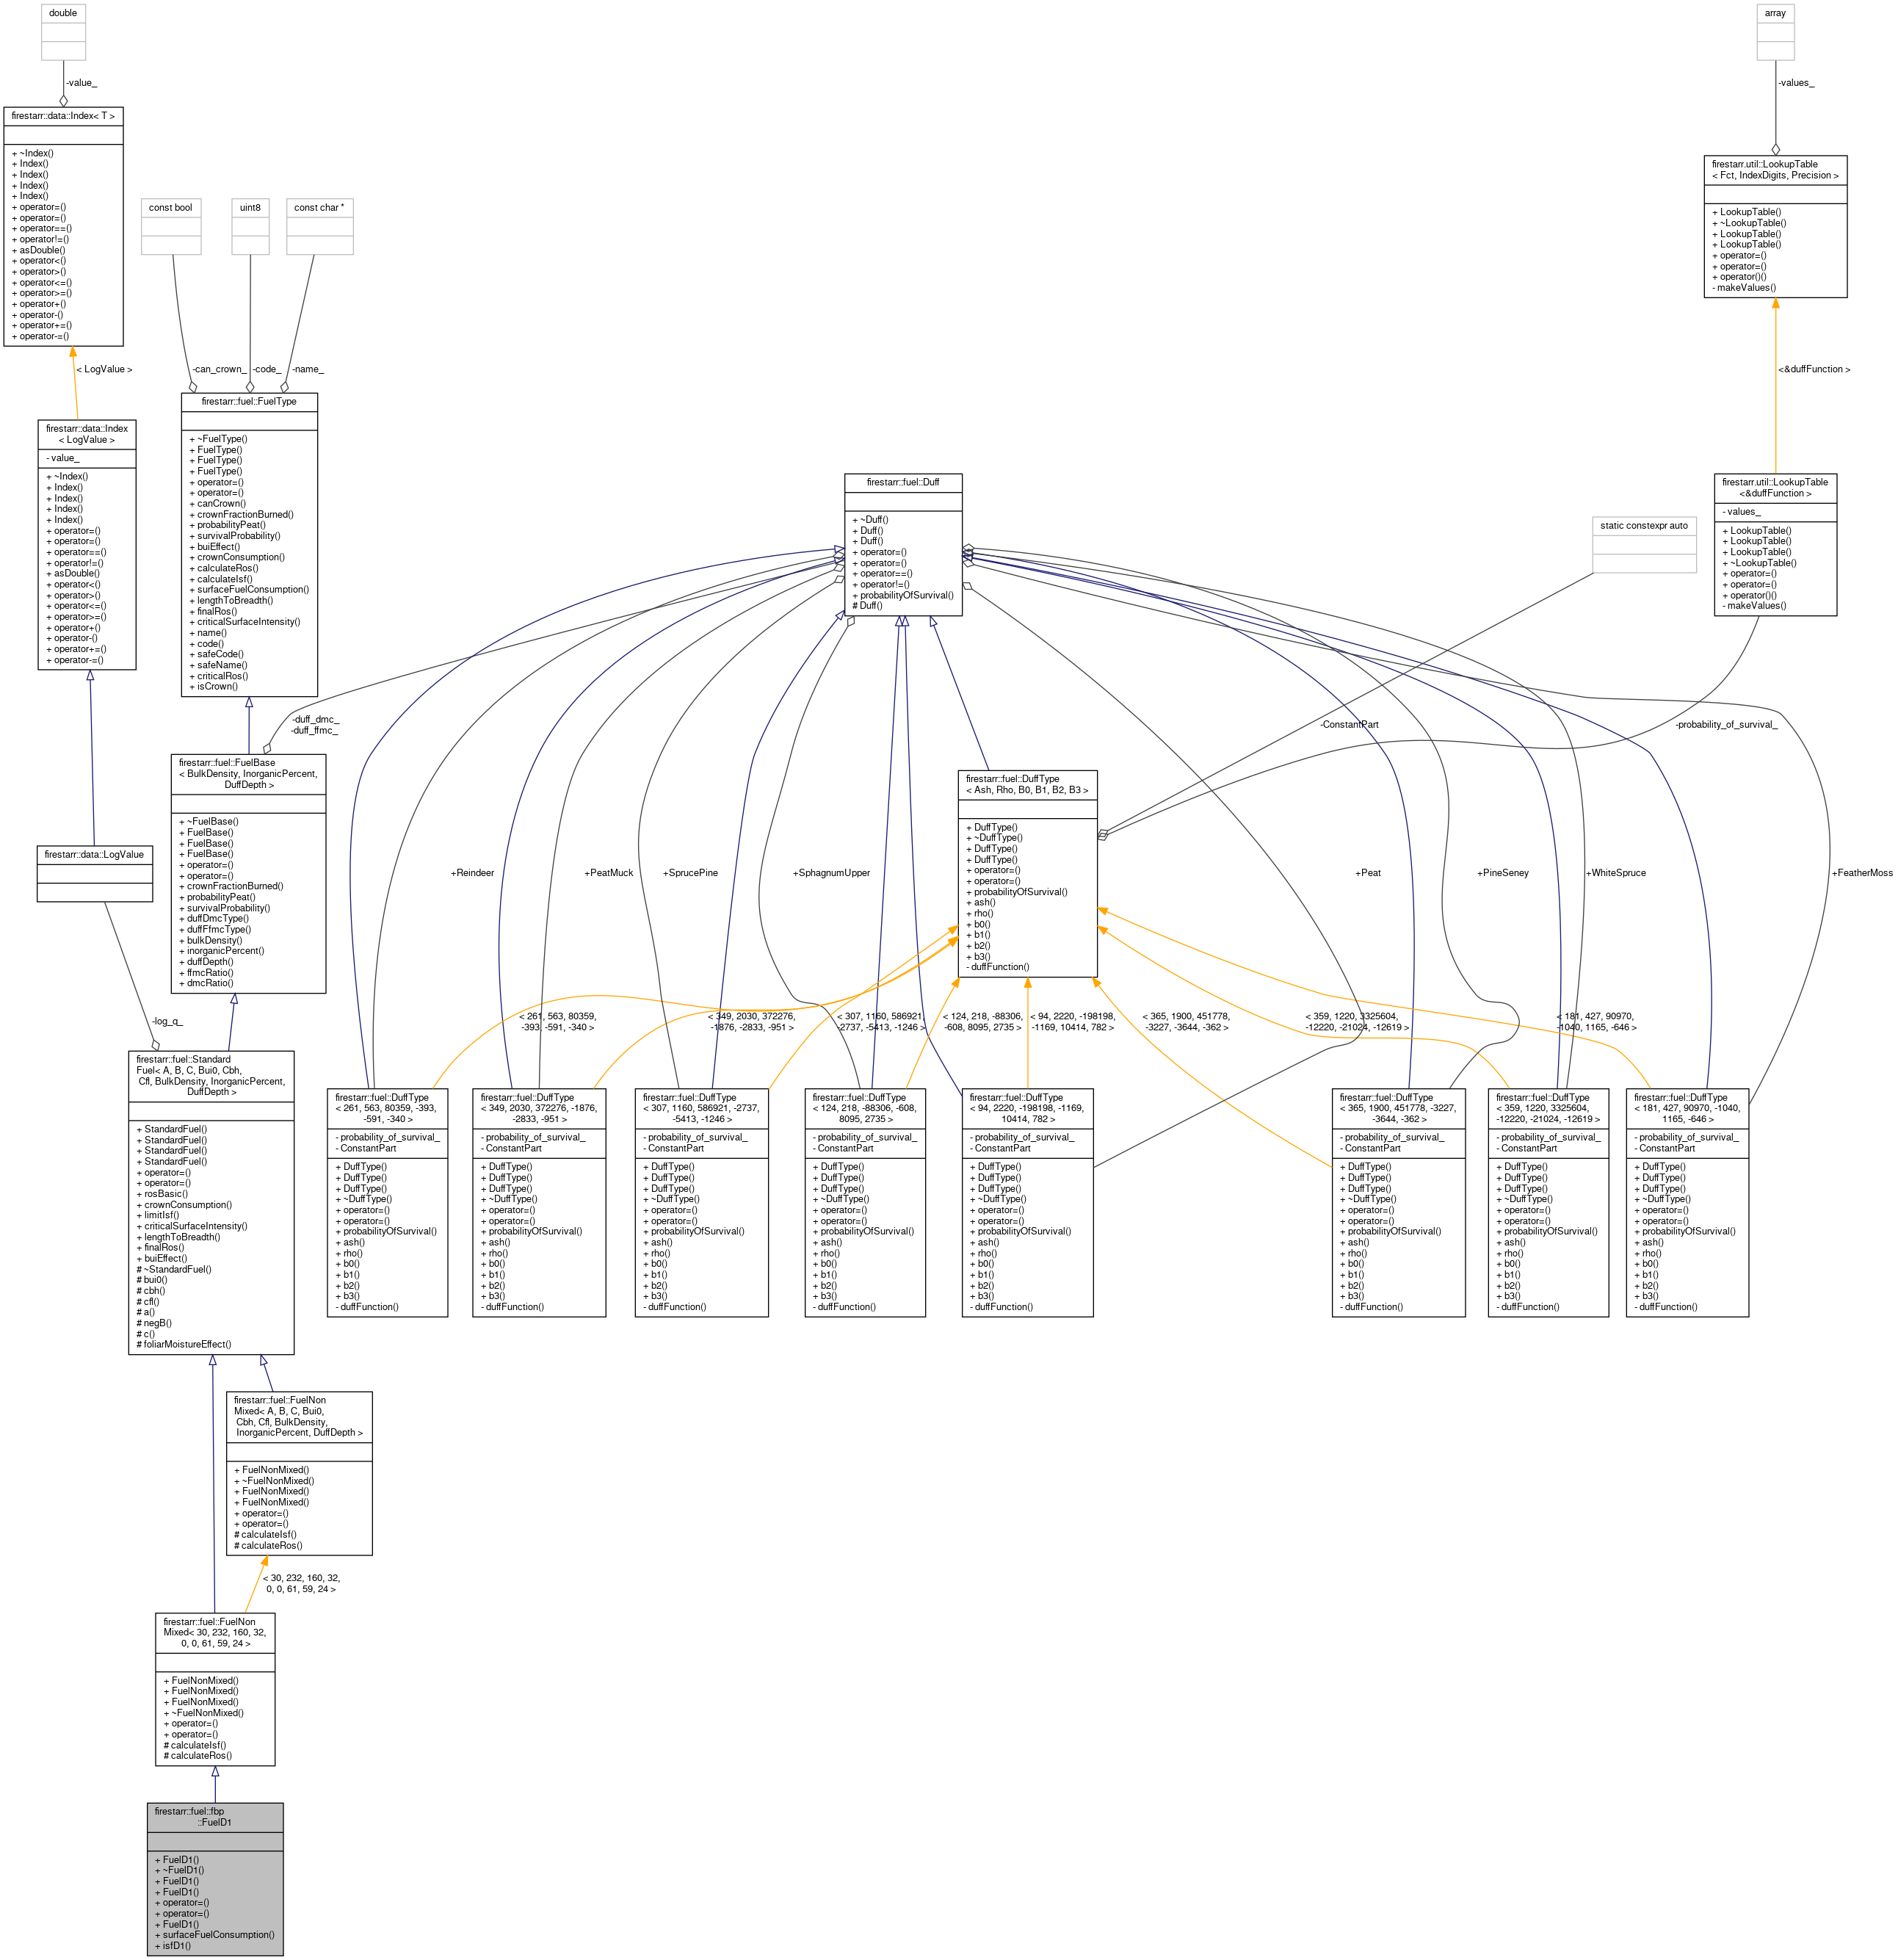 double
array
-value_
-values_
firestarr::data::Index< T >
+ ~Index()
+ Index()
+ Index()
+ Index()
+ Index()
+ operator=()
+ operator=()
+ operator==()
+ operator!=()
+ asDouble()
+ operator<()
+ operator>()
+ operator<=()
+ operator>=()
+ operator+()
+ operator-()
+ operator+=()
+ operator-=()
firestarr.util::LookupTable
< Fct, IndexDigits, Precision >
+ LookupTable()
+ ~LookupTable()
+ LookupTable()
+ LookupTable()
+ operator=()
+ operator=()
+ operator()()
- makeValues()
const bool
uint8
const char *
< LogValue >
-can_crown_
-code_
-name_
<&duffFunction >
firestarr::data::Index
< LogValue >
- value_
+ ~Index()
+ Index()
+ Index()
+ Index()
+ Index()
+ operator=()
+ operator=()
+ operator==()
+ operator!=()
+ asDouble()
+ operator<()
+ operator>()
+ operator<=()
+ operator>=()
+ operator+()
+ operator-()
+ operator+=()
+ operator-=()
firestarr::fuel::FuelType
+ ~FuelType()
+ FuelType()
+ FuelType()
+ FuelType()
+ operator=()
+ operator=()
+ canCrown()
+ crownFractionBurned()
+ probabilityPeat()
+ survivalProbability()
+ buiEffect()
+ crownConsumption()
+ calculateRos()
+ calculateIsf()
+ surfaceFuelConsumption()
+ lengthToBreadth()
+ finalRos()
+ criticalSurfaceIntensity()
+ name()
+ code()
+ safeCode()
+ safeName()
+ criticalRos()
+ isCrown()
firestarr::fuel::Duff
+ ~Duff()
+ Duff()
+ Duff()
+ operator=()
+ operator=()
+ operator==()
+ operator!=()
+ probabilityOfSurvival()
# Duff()
static constexpr auto
firestarr.util::LookupTable
<&duffFunction >
- values_
+ LookupTable()
+ LookupTable()
+ LookupTable()
+ ~LookupTable()
+ operator=()
+ operator=()
+ operator()()
- makeValues()
-duff_dmc_
-duff_ffmc_
-ConstantPart
-probability_of_survival_
firestarr::fuel::FuelBase
< BulkDensity, InorganicPercent,
DuffDepth >
+ ~FuelBase()
+ FuelBase()
+ FuelBase()
+ FuelBase()
+ operator=()
+ operator=()
+ crownFractionBurned()
+ probabilityPeat()
+ survivalProbability()
+ duffDmcType()
+ duffFfmcType()
+ bulkDensity()
+ inorganicPercent()
+ duffDepth()
+ ffmcRatio()
+ dmcRatio()
firestarr::fuel::DuffType
< Ash, Rho, B0, B1, B2, B3 >
+ DuffType()
+ ~DuffType()
+ DuffType()
+ DuffType()
+ operator=()
+ operator=()
+ probabilityOfSurvival()
+ ash()
+ rho()
+ b0()
+ b1()
+ b2()
+ b3()
- duffFunction()
firestarr::data::LogValue
+Reindeer
+PeatMuck
+SprucePine
+SphagnumUpper
+Peat
+PineSeney
+WhiteSpruce
+FeatherMoss
-log_q_
< 261, 563, 80359,
-393, -591, -340 >
< 349, 2030, 372276,
-1876, -2833, -951 >
< 307, 1160, 586921,
-2737, -5413, -1246 >
< 124, 218, -88306,
-608, 8095, 2735 >
< 94, 2220, -198198,
-1169, 10414, 782 >
< 365, 1900, 451778,
-3227, -3644, -362 >
< 359, 1220, 3325604,
-12220, -21024, -12619 >
< 181, 427, 90970,
-1040, 1165, -646 >
firestarr::fuel::Standard
Fuel< A, B, C, Bui0, Cbh,
Cfl, BulkDensity, InorganicPercent,
DuffDepth >
+ StandardFuel()
+ StandardFuel()
+ StandardFuel()
+ StandardFuel()
+ operator=()
+ operator=()
+ rosBasic()
+ crownConsumption()
+ limitIsf()
+ criticalSurfaceIntensity()
+ lengthToBreadth()
+ finalRos()
+ buiEffect()
# ~StandardFuel()
# bui0()
# cbh()
# cfl()
# a()
# negB()
# c()
# foliarMoistureEffect()
firestarr::fuel::DuffType
< 261, 563, 80359, -393,
-591, -340 >
- probability_of_survival_
- ConstantPart
+ DuffType()
+ DuffType()
+ DuffType()
+ ~DuffType()
+ operator=()
+ operator=()
+ probabilityOfSurvival()
+ ash()
+ rho()
+ b0()
+ b1()
+ b2()
+ b3()
- duffFunction()
firestarr::fuel::DuffType
< 349, 2030, 372276, -1876,
-2833, -951 >
- probability_of_survival_
- ConstantPart
+ DuffType()
+ DuffType()
+ DuffType()
+ ~DuffType()
+ operator=()
+ operator=()
+ probabilityOfSurvival()
+ ash()
+ rho()
+ b0()
+ b1()
+ b2()
+ b3()
- duffFunction()
firestarr::fuel::DuffType
< 307, 1160, 586921, -2737,
-5413, -1246 >
- probability_of_survival_
- ConstantPart
+ DuffType()
+ DuffType()
+ DuffType()
+ ~DuffType()
+ operator=()
+ operator=()
+ probabilityOfSurvival()
+ ash()
+ rho()
+ b0()
+ b1()
+ b2()
+ b3()
- duffFunction()
firestarr::fuel::DuffType
< 124, 218, -88306, -608,
8095, 2735 >
- probability_of_survival_
- ConstantPart
+ DuffType()
+ DuffType()
+ DuffType()
+ ~DuffType()
+ operator=()
+ operator=()
+ probabilityOfSurvival()
+ ash()
+ rho()
+ b0()
+ b1()
+ b2()
+ b3()
- duffFunction()
firestarr::fuel::DuffType
< 94, 2220, -198198, -1169,
10414, 782 >
- probability_of_survival_
- ConstantPart
+ DuffType()
+ DuffType()
+ DuffType()
+ ~DuffType()
+ operator=()
+ operator=()
+ probabilityOfSurvival()
+ ash()
+ rho()
+ b0()
+ b1()
+ b2()
+ b3()
- duffFunction()
firestarr::fuel::DuffType
< 365, 1900, 451778, -3227,
-3644, -362 >
- probability_of_survival_
- ConstantPart
+ DuffType()
+ DuffType()
+ DuffType()
+ ~DuffType()
+ operator=()
+ operator=()
+ probabilityOfSurvival()
+ ash()
+ rho()
+ b0()
+ b1()
+ b2()
+ b3()
- duffFunction()
firestarr::fuel::DuffType
< 359, 1220, 3325604,
-12220, -21024, -12619 >
- probability_of_survival_
- ConstantPart
+ DuffType()
+ DuffType()
+ DuffType()
+ ~DuffType()
+ operator=()
+ operator=()
+ probabilityOfSurvival()
+ ash()
+ rho()
+ b0()
+ b1()
+ b2()
+ b3()
- duffFunction()
firestarr::fuel::DuffType
< 181, 427, 90970, -1040,
1165, -646 >
- probability_of_survival_
- ConstantPart
+ DuffType()
+ DuffType()
+ DuffType()
+ ~DuffType()
+ operator=()
+ operator=()
+ probabilityOfSurvival()
+ ash()
+ rho()
+ b0()
+ b1()
+ b2()
+ b3()
- duffFunction()
firestarr::fuel::FuelNon
Mixed< A, B, C, Bui0,
Cbh, Cfl, BulkDensity,
InorganicPercent, DuffDepth >
+ FuelNonMixed()
+ ~FuelNonMixed()
+ FuelNonMixed()
+ FuelNonMixed()
+ operator=()
+ operator=()
# calculateIsf()
# calculateRos()
< 30, 232, 160, 32,
0, 0, 61, 59, 24 >
firestarr::fuel::FuelNon
Mixed< 30, 232, 160, 32,
0, 0, 61, 59, 24 >
+ FuelNonMixed()
+ FuelNonMixed()
+ FuelNonMixed()
+ ~FuelNonMixed()
+ operator=()
+ operator=()
# calculateIsf()
# calculateRos()
firestarr::fuel::fbp
::FuelD1
+ FuelD1()
+ ~FuelD1()
+ FuelD1()
+ FuelD1()
+ operator=()
+ operator=()
+ FuelD1()
+ surfaceFuelConsumption()
+ isfD1()